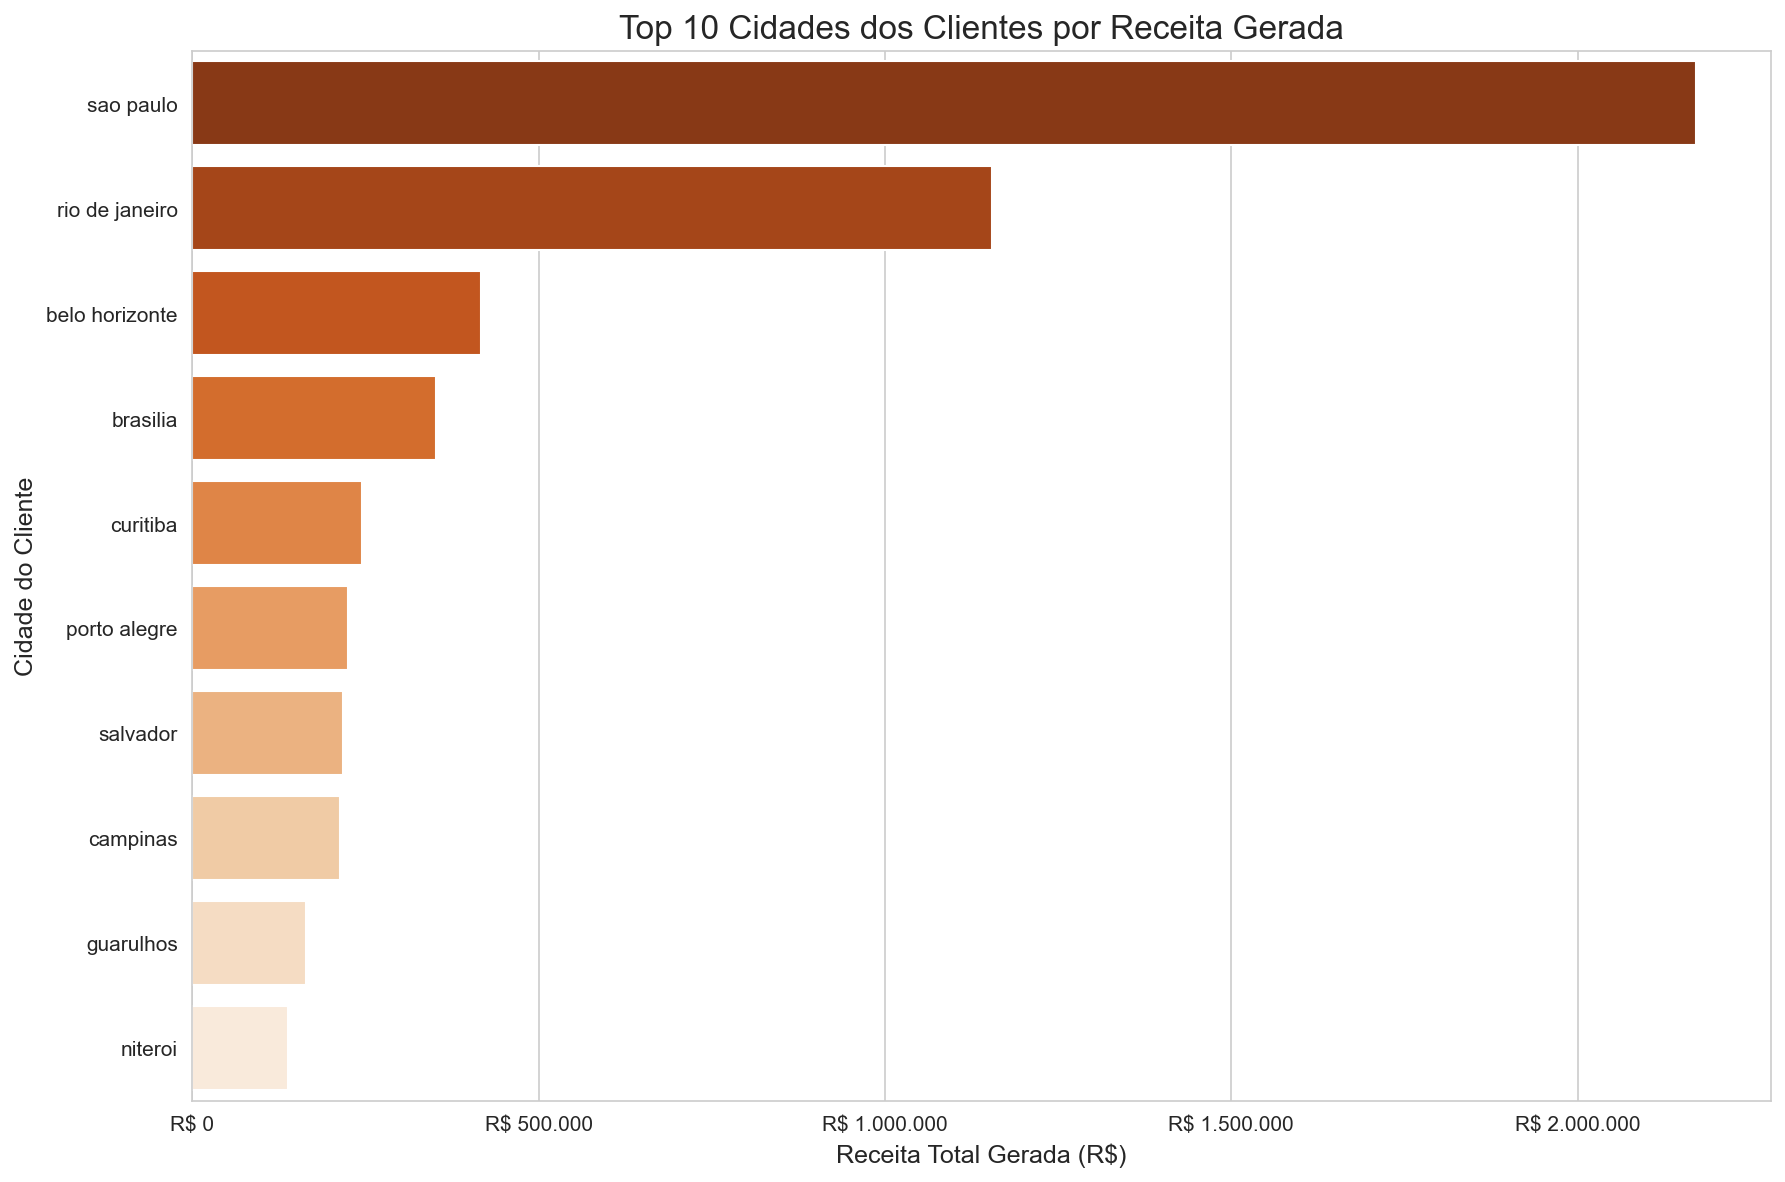 Top 10 Cidades dos Clientes por Receita Gerada
sao paulo
rio de janeiro
belo horizonte
brasilia
curitiba
porto alegre
salvador
campinas
guarulhos
niteroi
Cidade do Cliente
R$ 0
R$ 500.000
R$ 1.000.000
R$ 1.500.000
R$ 2.000.000
Receita Total Gerada (R$)